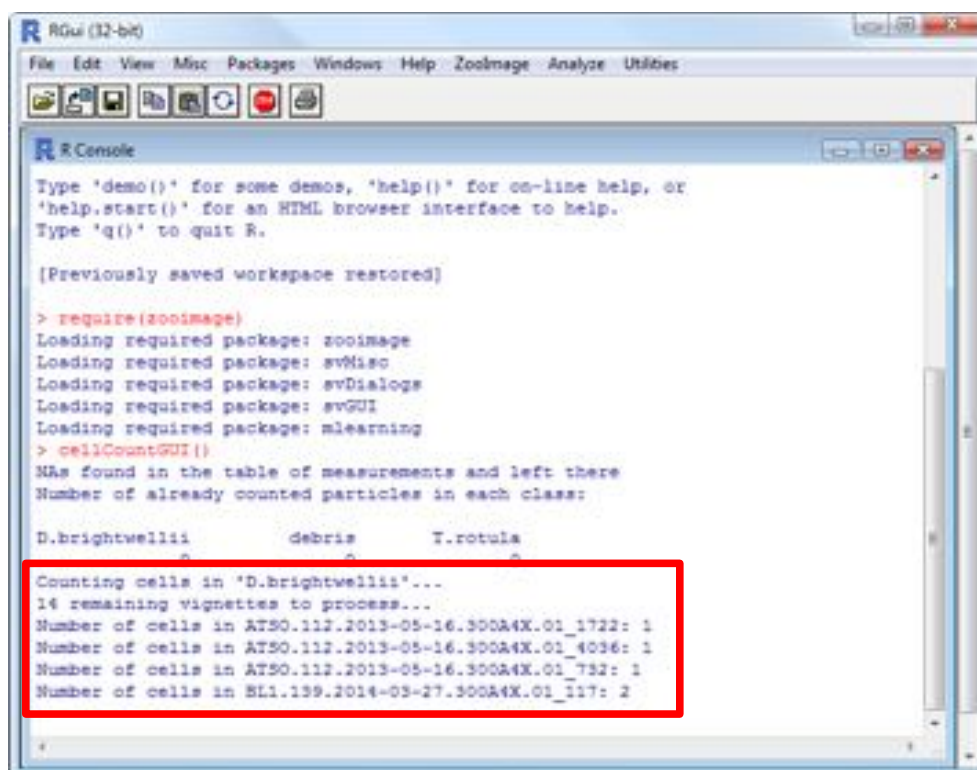 RGui (32-bit)
File Edit View Misc Packages Windows Help ZooImage Analyze Utilities
STOP
R Console
Type 'demo()' for some demos, 'help()' for on-line help, or
'help.start()' for an HTML browser interface to help.
Type 'q()' to quit R.
[Previously saved workspace restored]
> require(zooimage)
Loading required package: zooimage
Loading required package: svMisc
Loading required package: svDialogs
Loading required package: svGUI
Loading required package: mlearning
> cellCountGUI()
NAs found in the table of measurements and left there
Number of already counted particles in each class:
D.brightwellii debris T.rotula
0 0 0
Counting cells in 'D.brightwellii'...
14 remaining vignettes to process...
Number of cells in ATSO.112.2013-05-16.300A4X.01_1722: 1
Number of cells in ATSO.112.2013-05-16.300A4X.01_4036: 1
Number of cells in ATSO.112.2013-05-16.300A4X.01_732: 1
Number of cells in BL1.139.2014-03-27.300A4X.01_117: 2